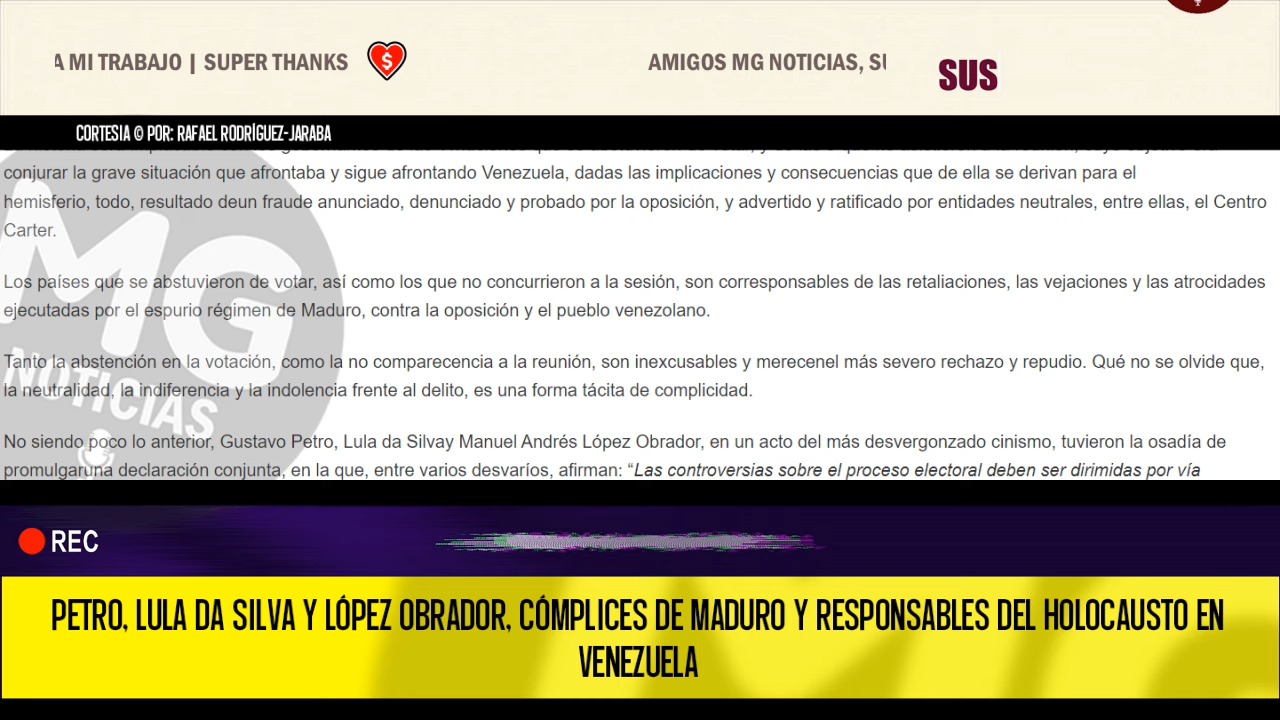 A MI TRABAJO | SUPER THANKS
AMIGOS MG NOTICIAS, SU
SUS
CORTESIA © POR: RAFAEL RODRÍGUEZ-JARABA
conjurar la grave situación que afrontaba y sigue afrontando Venezuela, dadas las implicaciones y consecuencias que de ella se derivan para el
hemisferio, todo, resultado deun fraude anunciado, denunciado y probado por la oposición, y advertido y ratificado por entidades neutrales, entre ellas, el Centro
Carter.
Los países que se abstuvieron de votar, así como los que no concurrieron a la sesión, son corresponsables de las retaliaciones, las vejaciones y las atrocidades
ejecutadas por el espurio régimen de Maduro, contra la oposición y el pueblo venezolano.
Tanto la abstención en la votación, como la no comparecencia a la reunión, son inexcusables y merecenel más severo rechazo y repudio. Qué no se olvide que,
la neutralidad, la indiferencia y la indolencia frente al delito, es una forma tácita de complicidad.
No siendo poco lo anterior, Gustavo Petro, Lula da Silvay Manuel Andrés López Obrador, en un acto del más desvergonzado cinismo, tuvieron la osadía de
promulgaruna declaración conjunta, en la que, entre varios desvaríos, afirman: “Las controversias sobre el proceso electoral deben ser dirimidas por vía
MG
NOTICIAS
REC
PETRO, LULA DA SILVA Y LÓPEZ OBRADOR, CÓMPLICES DE MADURO Y RESPONSABLES DEL HOLOCAUSTO EN
VENEZUELA